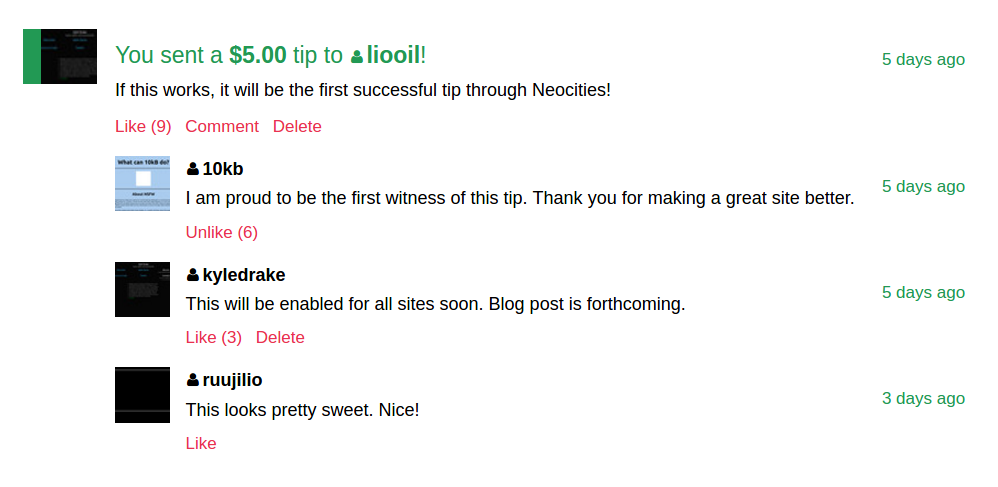 You sent a $5.00 tip to liooil!
5 days ago
If this works, it will be the first successful tip through Neocities!
Like (9) Comment Delete
What can 10kB do?
10kb
5 days ago
I am proud to be the first witness of this tip. Thank you for making a great site better.
Unlike (6)
kyledrake
5 days ago
This will be enabled for all sites soon. Blog post is forthcoming.
Like (3) Delete
ruujilio
3 days ago
This looks pretty sweet. Nice!
Like